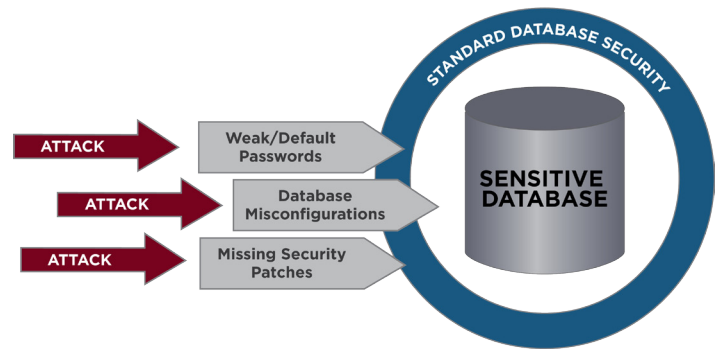 STANDARD DATABASE SECURITY
ATTACK
Weak/Default
Passwords
ATTACK
Database
Misconfigurations
ATTACK
Missing Security
Patches
SENSITIVE
DATABASE